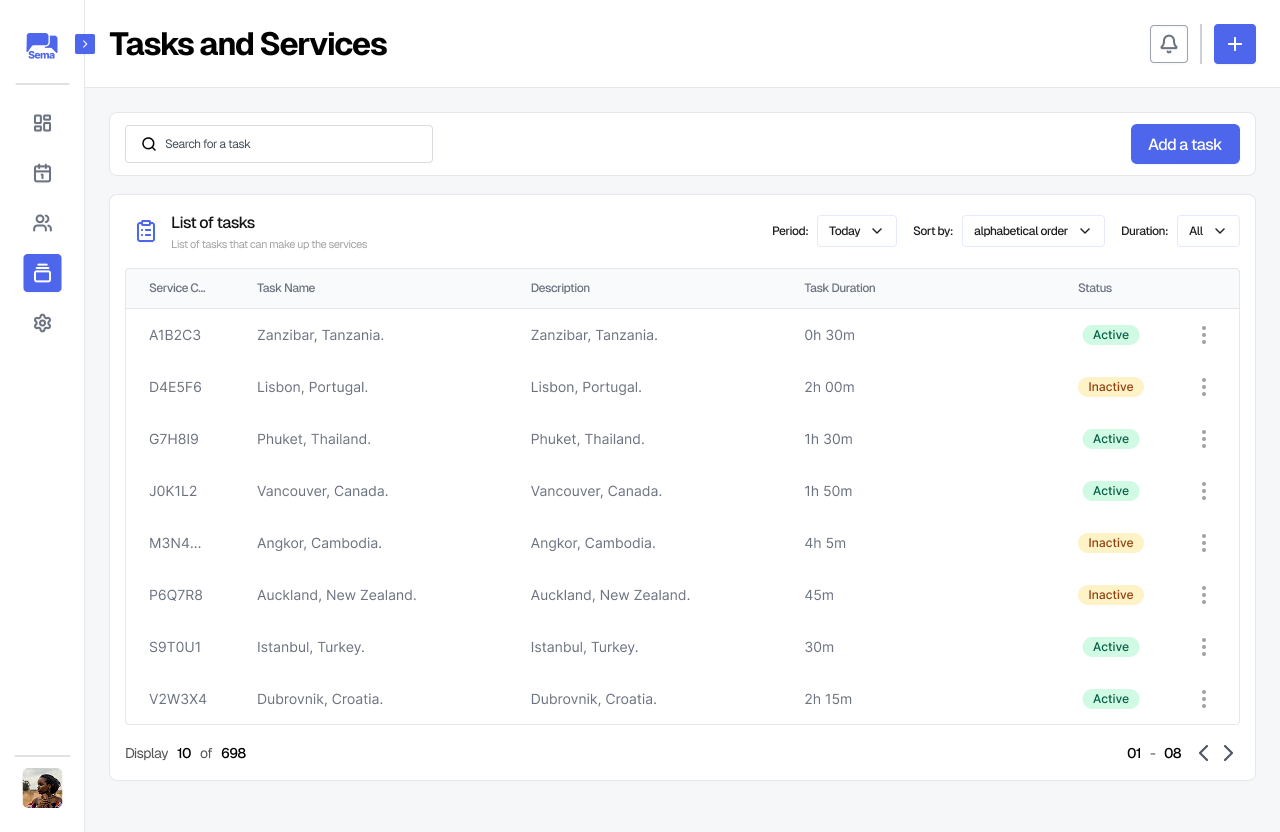 Sema
Tasks and Services
Search for a task
Add a task
List of tasks
List of tasks that can make up the services
Period: Today Sort by: alphabetical order Duration: All
Service C... Task Name Description Task Duration Status
A1B2C3 Zanzibar, Tanzania. Zanzibar, Tanzania. 0h 30m Active
D4E5F6 Lisbon, Portugal. Lisbon, Portugal. 2h 00m Inactive
G7H8I9 Phuket, Thailand. Phuket, Thailand. 1h 30m Active
J0K1L2 Vancouver, Canada. Vancouver, Canada. 1h 50m Active
M3N4... Angkor, Cambodia. Angkor, Cambodia. 4h 5m Inactive
P6Q7R8 Auckland, New Zealand. Auckland, New Zealand. 45m Inactive
S9T0U1 Istanbul, Turkey. Istanbul, Turkey. 30m Active
V2W3X4 Dubrovnik, Croatia. Dubrovnik, Croatia. 2h 15m Active
Display 10 of 698
01 - 08